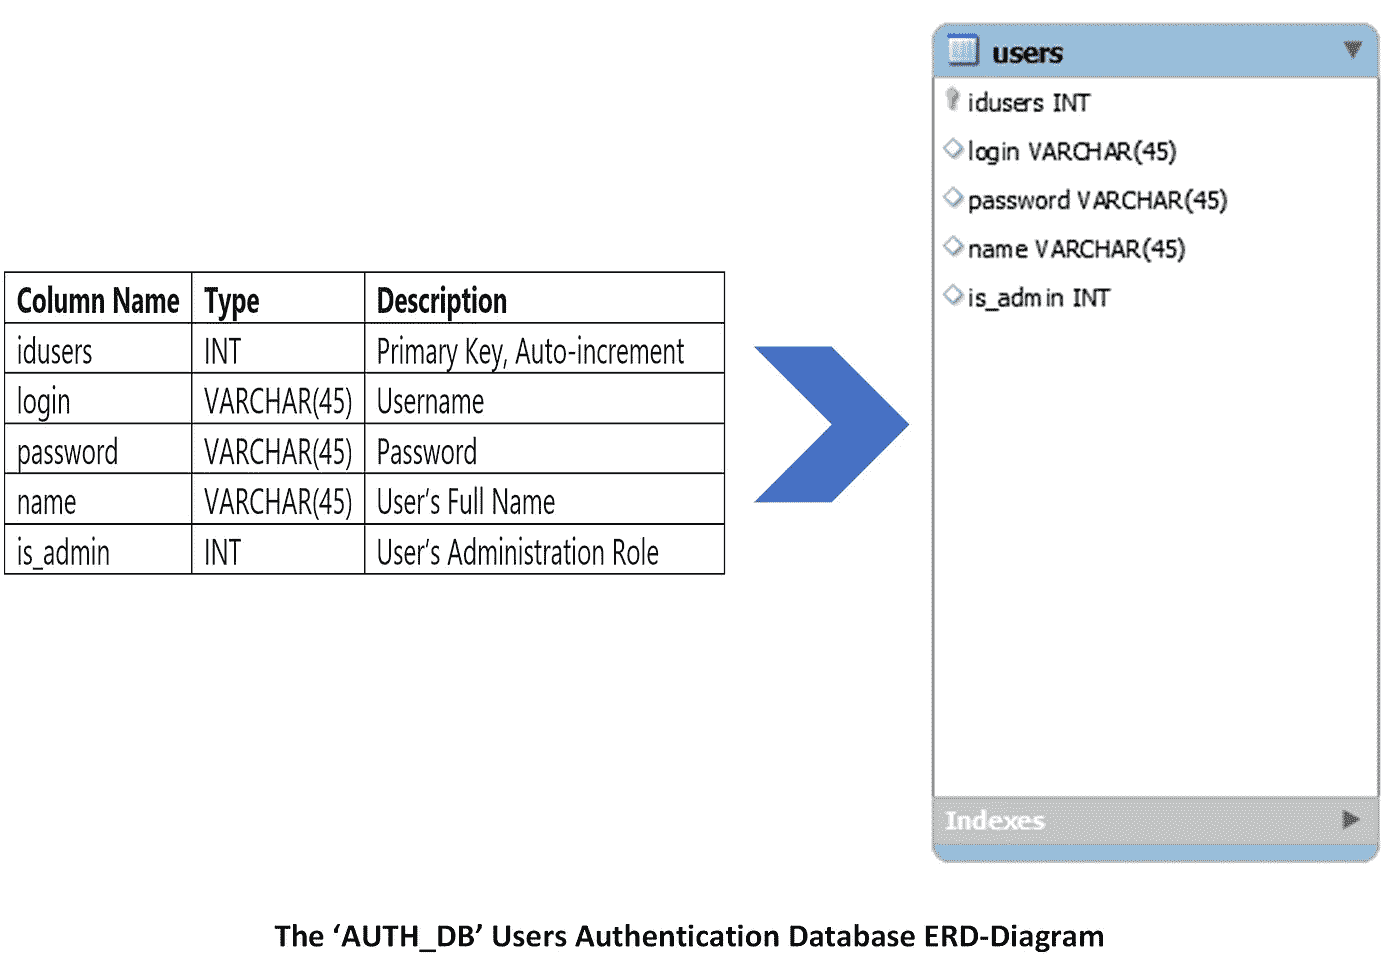 Column Name Type Description
idusers INT Primary Key, Auto-increment
login VARCHAR(45) Username
password VARCHAR(45) Password
name VARCHAR(45) User's Full Name
is_admin INT User's Administration Role
users
idusers INT
login VARCHAR(45)
password VARCHAR(45)
name VARCHAR(45)
is_admin INT
Indexes
The ‘AUTH_DB’ Users Authentication Database ERD-Diagram